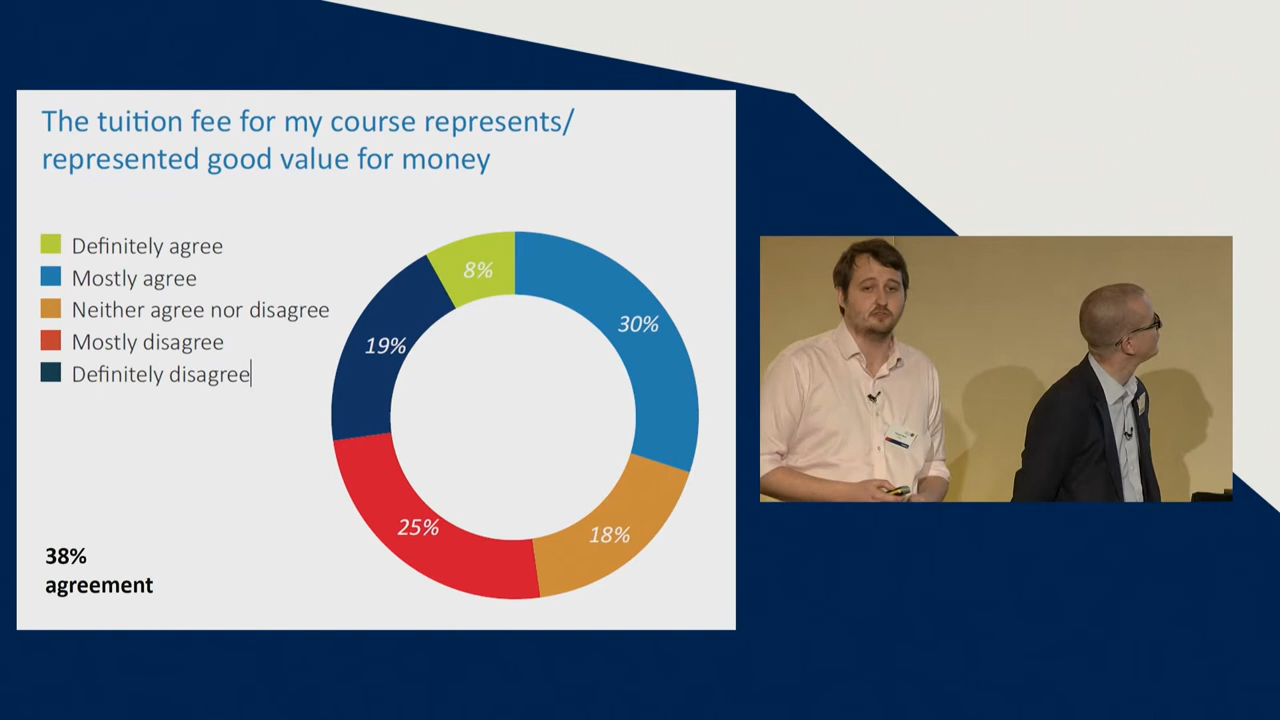 The tuition fee for my course represents/
represented good value for money
Definitely agree
Mostly agree
Neither agree nor disagree
Mostly disagree
Definitely disagree
8%
30%
19%
25%
18%
38%
agreement